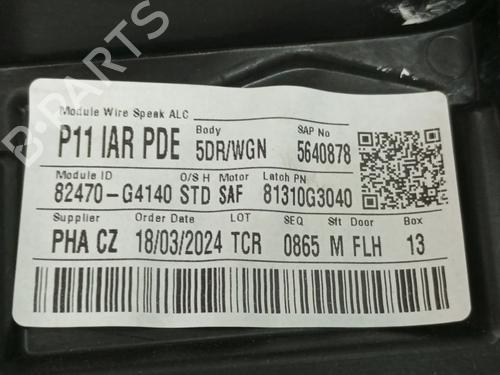 B-PARTS
Module Wire Speak ALC
P11 IAR PDE Body 5DR/WGN SAP No 5640878
Module ID O/S H Motor Latch PN
82470-G4140 STD SAF 81310G3040
Supplier Order Date LOT SEQ Sft Door Box
PHA CZ 18/03/2024 TCR 0865 M FLH 13